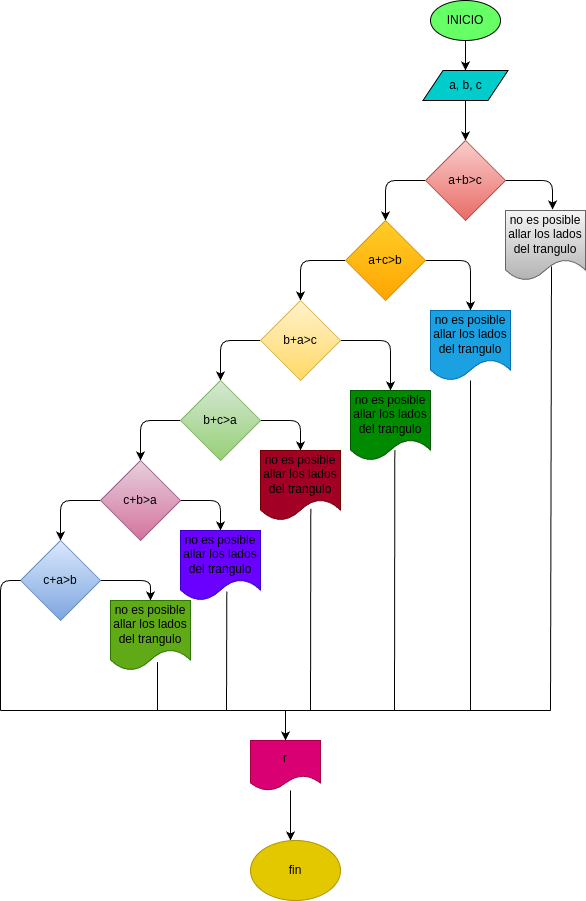 INICIO
a, b, c
a+b>c
no es posible
allar los lados
del trangulo
a+c>b
no es posible
allar los lados
del trangulo
b+a>c
no es posible
allar los lados
del trangulo
b+c>a
no es posible
allar los lados
del trangulo
c+b>a
no es posible
allar los lados
del trangulo
c+a>b
no es posible
allar los lados
del trangulo
r
fin